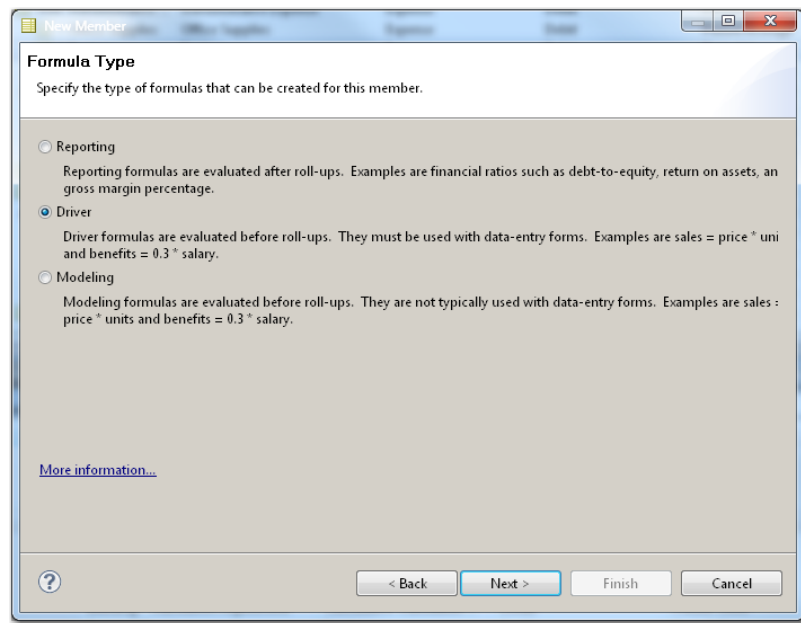 New Member
Office Supplies Expense Detail
Formula Type
Specify the type of formulas that can be created for this member.
Reporting
Reporting formulas are evaluated after roll-ups. Examples are financial ratios such as debt-to-equity, return on assets, an
gross margin percentage.
Driver
Driver formulas are evaluated before roll-ups. They must be used with data-entry forms. Examples are sales = price * uni
and benefits = 0.3 * salary.
Modeling
Modeling formulas are evaluated before roll-ups. They are not typically used with data-entry forms. Examples are sales :
price * units and benefits = 0.3 * salary.
More information...
?
< Back Next > Finish Cancel